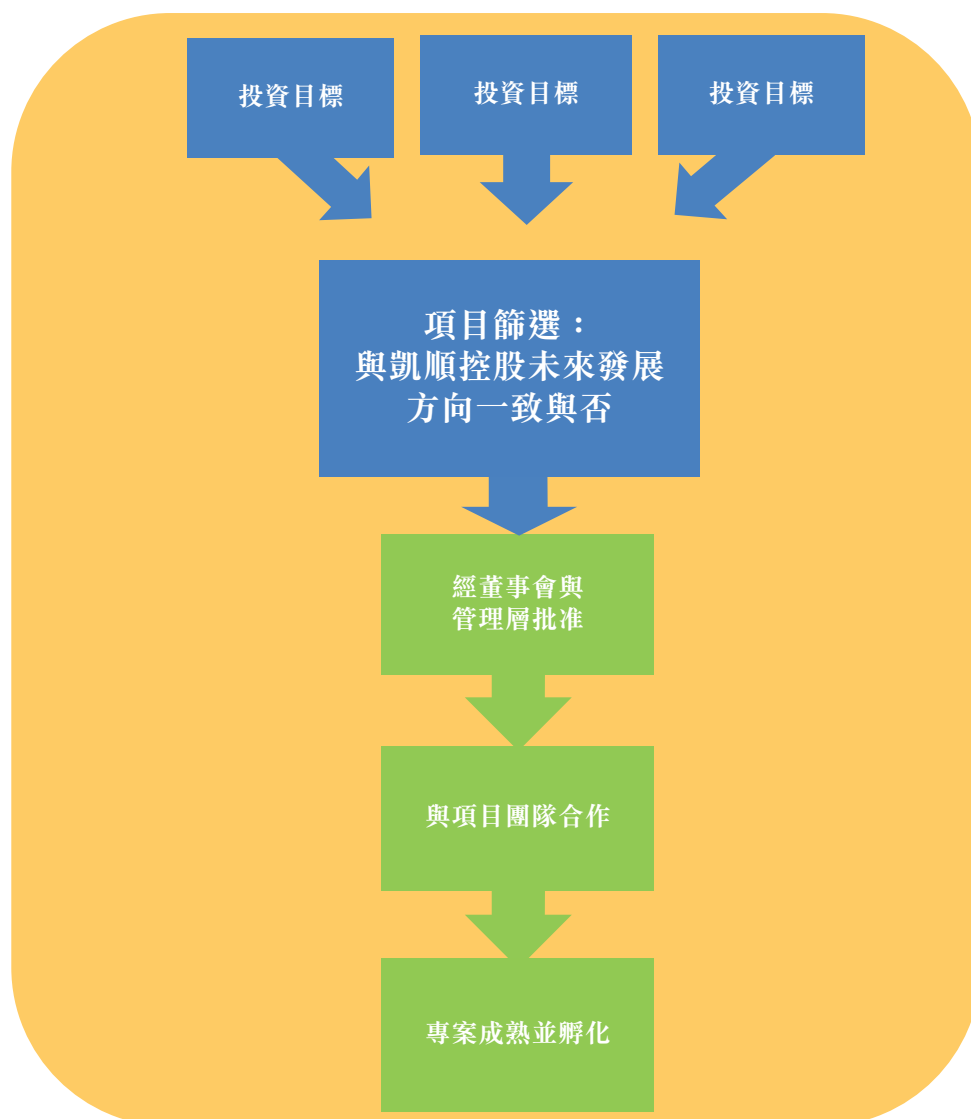 投資目標
投資目標
投資目標
項目篩選：
與凱順控股未來發展
方向一致與否
經董事會與
管理層批准
與項目團隊合作
專案成熟並孵化